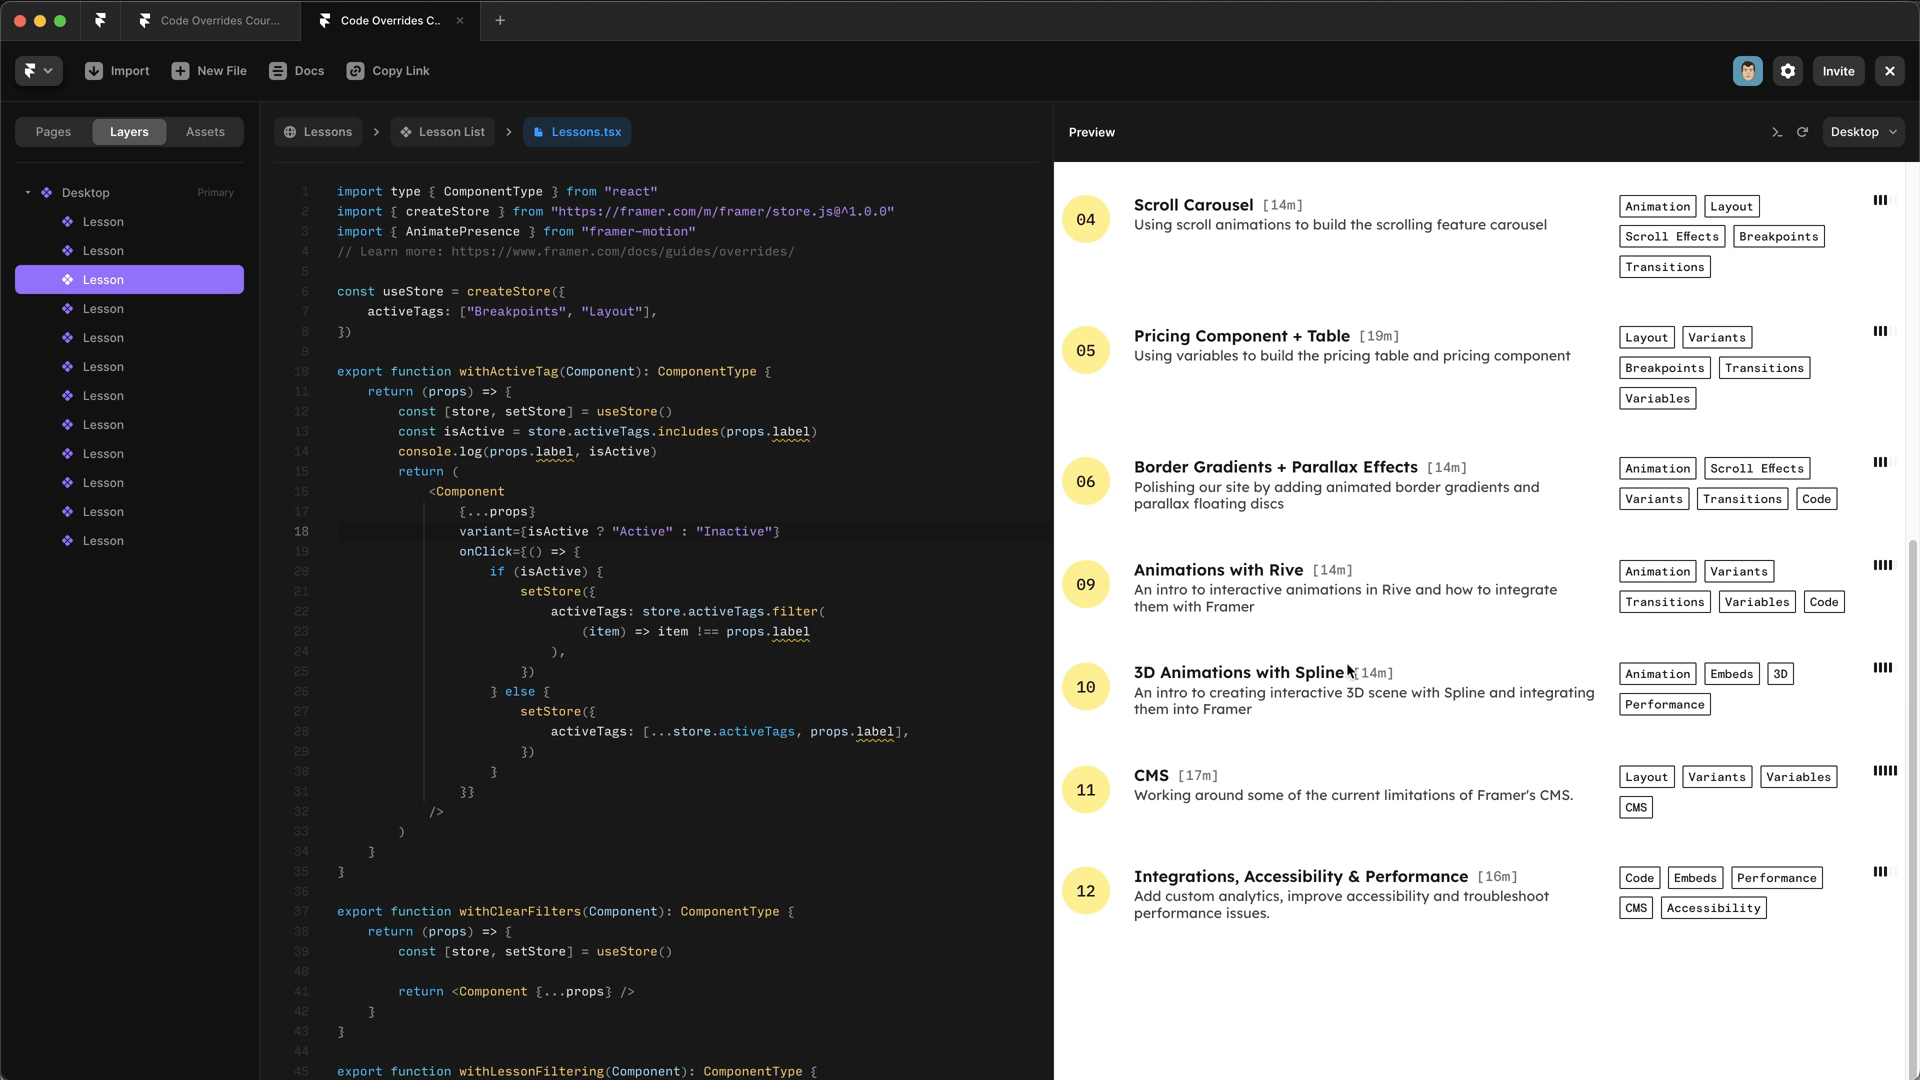 Code Overrides Cour...
Code Overrides C..
Import
New File
Docs
Copy Link
Invite
Pages
Layers
Assets
Desktop
Primary
Lesson
Lesson
Lesson
Lesson
Lesson
Lesson
Lesson
Lesson
Lesson
Lesson
Lesson
Lesson
Lessons
Lesson List
Lessons.tsx
1 import type { ComponentType } from "react"
2 import { createStore } from "https://framer.com/m/framer/store.js@^1.0.0"
3 import { AnimatePresence } from "framer-motion"
4 // Learn more: https://www.framer.com/docs/guides/overrides/
5
6 const useStore = createStore({
7 activeTags: ["Breakpoints", "Layout"],
8 })
9
10 export function withActiveTag(Component): ComponentType {
11 return (props) => {
12 const [store, setStore] = useStore()
13 const isActive = store.activeTags.includes(props.label)
14 console.log(props.label, isActive)
15 return (
16 <Component
17 {...props}
18 variant={isActive ? "Active" : "Inactive"}
19 onClick={() => {
20 if (isActive) {
21 setStore({
22 activeTags: store.activeTags.filter(
23 (item) => item !== props.label
24 ),
25 })
26 } else {
27 setStore({
28 activeTags: [...store.activeTags, props.label],
29 })
30 }
31 }}
32 />
33 )
34 }
35 }
36
37 export function withClearFilters(Component): ComponentType {
38 return (props) => {
39 const [store, setStore] = useStore()
40
41 return <Component {...props} />
42 }
43 }
44
45 export function withLessonFiltering(Component): ComponentType {
Preview
Desktop
04
Scroll Carousel [14m]
Using scroll animations to build the scrolling feature carousel
Animation Layout
Scroll Effects Breakpoints
Transitions
05
Pricing Component + Table [19m]
Using variables to build the pricing table and pricing component
Layout Variants
Breakpoints Transitions
Variables
06
Border Gradients + Parallax Effects [14m]
Polishing our site by adding animated border gradients and
parallax floating discs
Animation Scroll Effects
Variants Transitions Code
09
Animations with Rive [14m]
An intro to interactive animations in Rive and how to integrate
them with Framer
Animation Variants
Transitions Variables Code
10
3D Animations with Spline [14m]
An intro to creating interactive 3D scene with Spline and integrating
them into Framer
Animation Embeds 3D
Performance
11
CMS [17m]
Working around some of the current limitations of Framer's CMS.
Layout Variants Variables
CMS
12
Integrations, Accessibility & Performance [16m]
Add custom analytics, improve accessibility and troubleshoot
performance issues.
Code Embeds Performance
CMS Accessibility